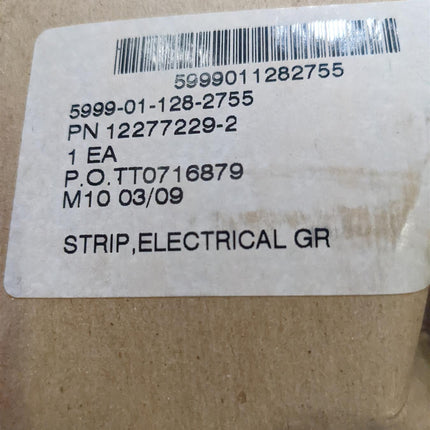 5999011282755
5999-01-128-2755
PN 12277229-2
1 EA
P.O.TT0716879
M10 03/09
STRIP,ELECTRICAL GR